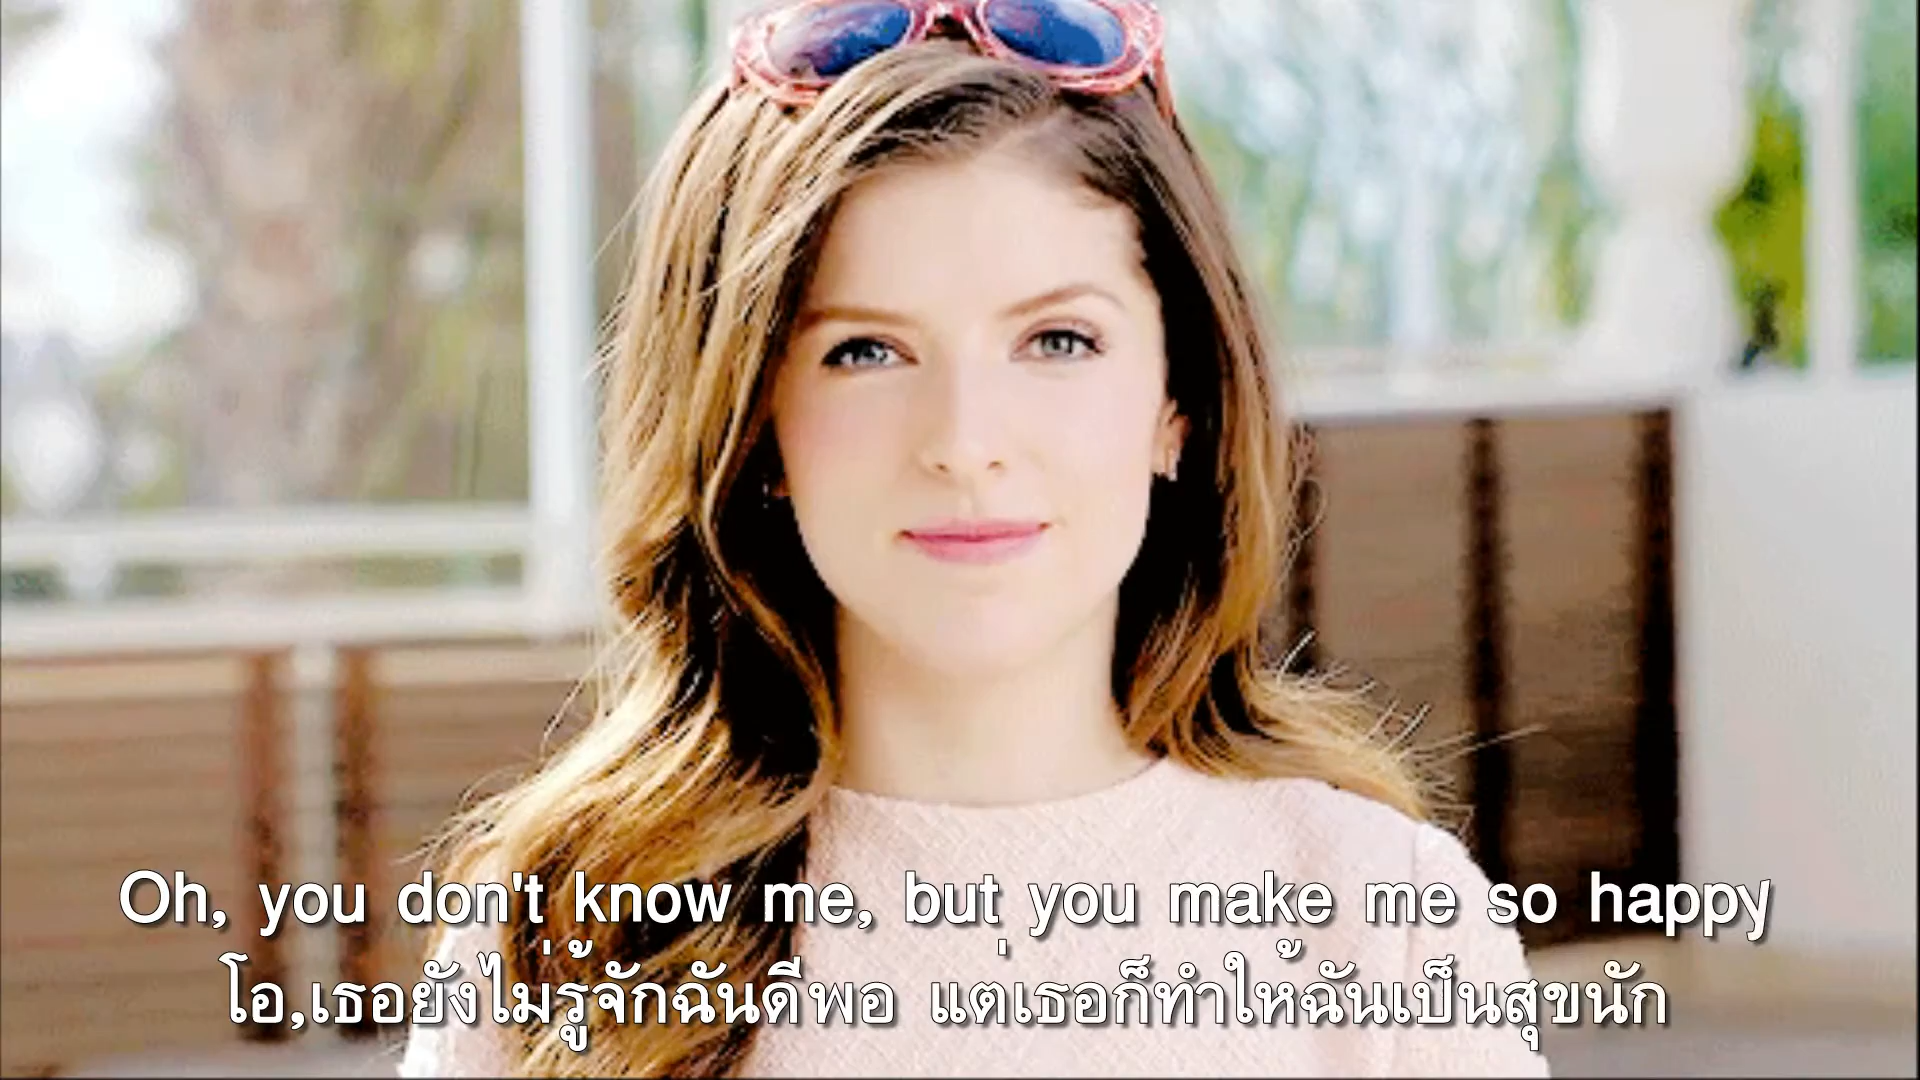 Oh, you don't know me, but you make me so happy
โอ,เธอยังไม่รู้จักฉันดีพอ แต่เธอก็ทำให้ฉันเป็นสุขนัก